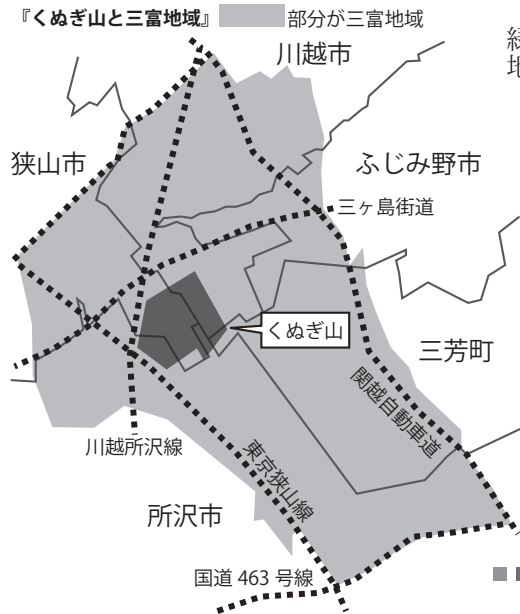 『くぬぎ山と三富地域』 部分が三富地域
緑
地
川越市
狭山市
ふじみ野市
三ヶ島街道
くぬぎ山
三芳町
関越自動車道
川越所沢線
東京狭山線
所沢市
国道 463 号線